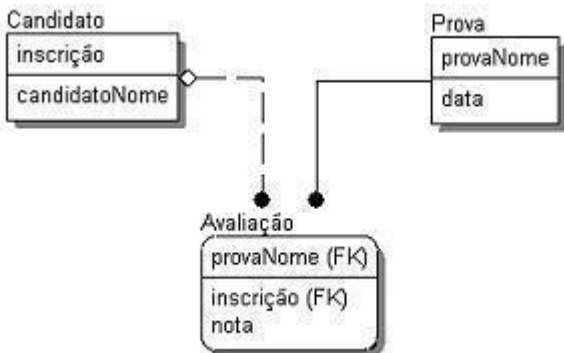 Candidato
inscrição
candidatoNome
Prova
provaNome
data
Avaliação
provaNome (FK)
inscrição (FK)
nota